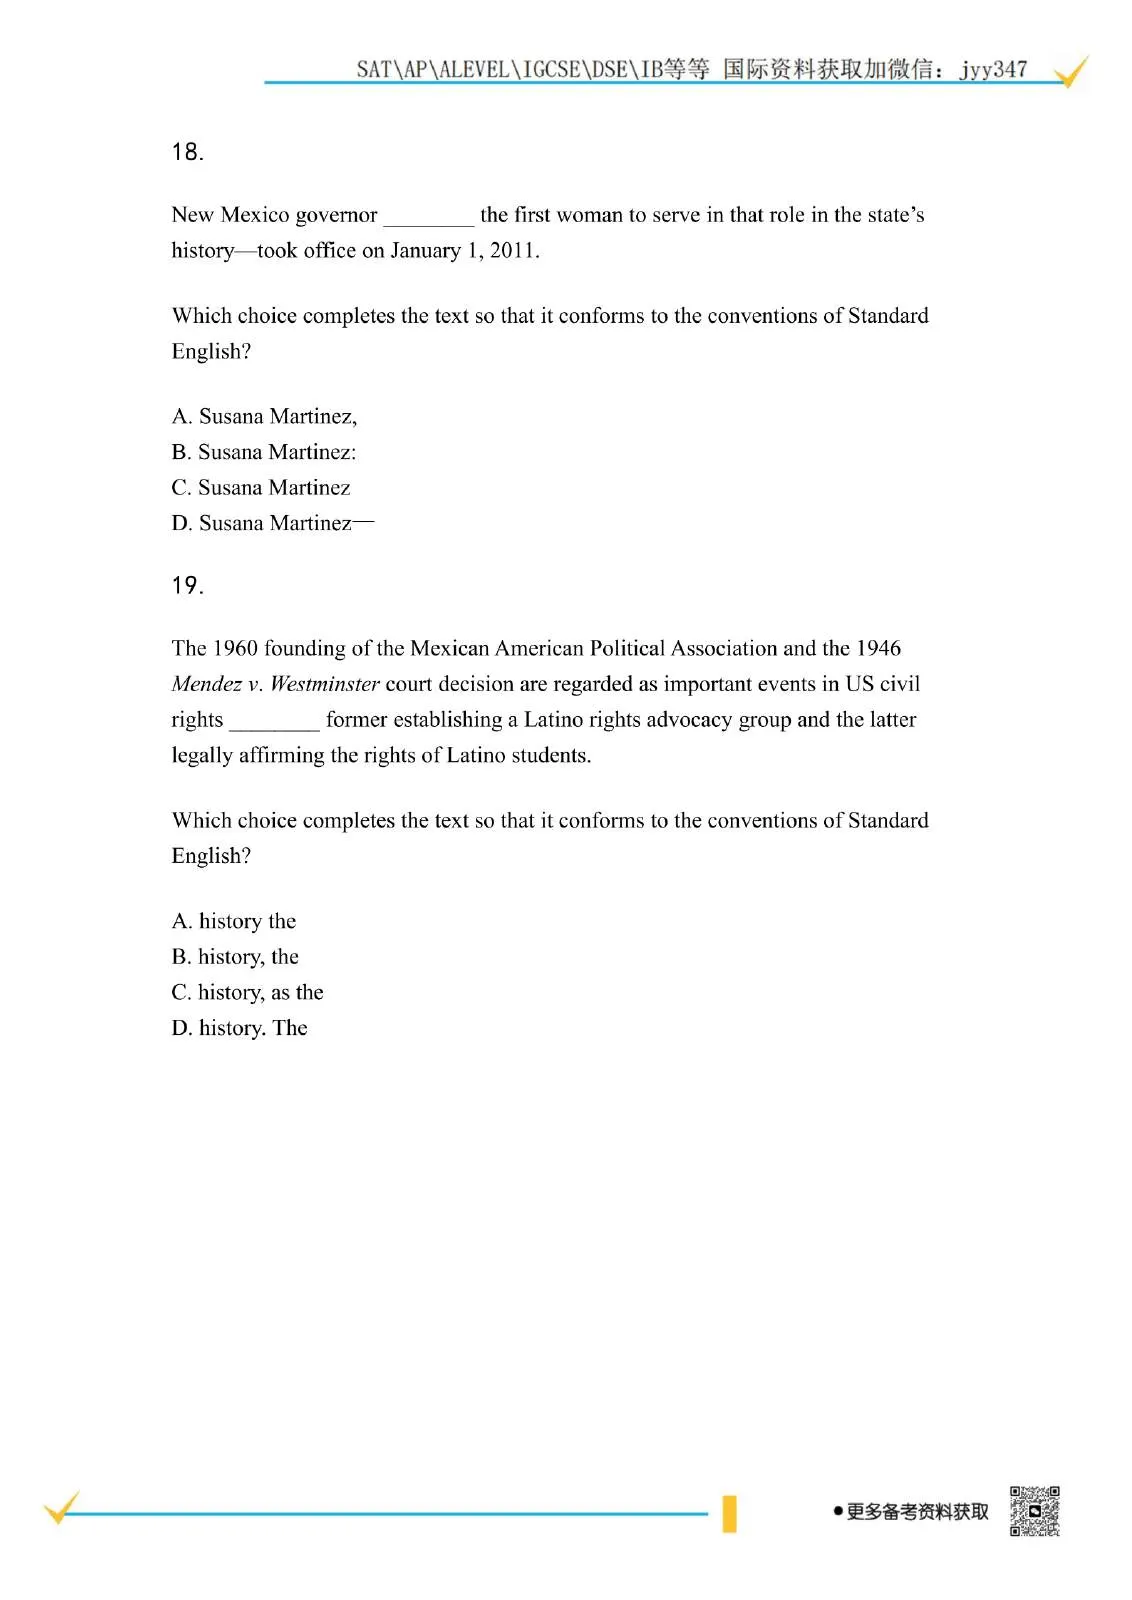 SAT\AP\ALEVEL\IGCSE\DSE\IB等等 国际资料获取加微信：jyy347
18.
New Mexico governor ________ the first woman to serve in that role in the state’s
history—took office on January 1, 2011.
Which choice completes the text so that it conforms to the conventions of Standard
English?
A. Susana Martinez,
B. Susana Martinez:
C. Susana Martinez
D. Susana Martinez—
19.
The 1960 founding of the Mexican American Political Association and the 1946
Mendez v. Westminster court decision are regarded as important events in US civil
rights ________ former establishing a Latino rights advocacy group and the latter
legally affirming the rights of Latino students.
Which choice completes the text so that it conforms to the conventions of Standard
English?
A. history the
B. history, the
C. history, as the
D. history. The
●更多备考资料获取